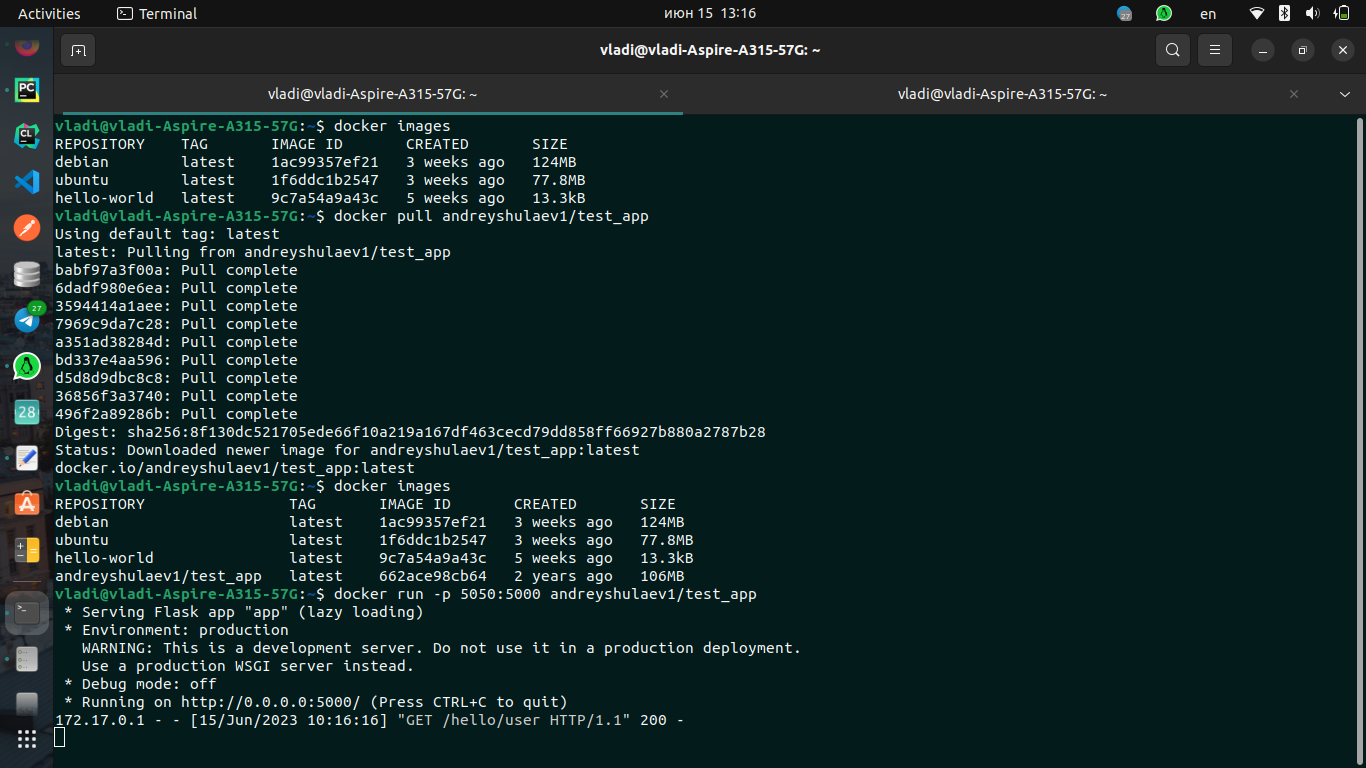 Activities Terminal июн 15 13:16 27 en
vladi@vladi-Aspire-A315-57G: ~
vladi@vladi-Aspire-A315-57G: ~ vladi@vladi-Aspire-A315-57G: ~
PC
CL
27
28
vladi@vladi-Aspire-A315-57G:~$ docker images
REPOSITORY TAG IMAGE ID CREATED SIZE
debian latest 1ac99357ef21 3 weeks ago 124MB
ubuntu latest 1f6ddc1b2547 3 weeks ago 77.8MB
hello-world latest 9c7a54a9a43c 5 weeks ago 13.3kB
vladi@vladi-Aspire-A315-57G:~$ docker pull andreyshulaev1/test_app
Using default tag: latest
latest: Pulling from andreyshulaev1/test_app
babf97a3f00a: Pull complete
6dadf980e6ea: Pull complete
3594414a1aee: Pull complete
7969c9da7c28: Pull complete
a351ad38284d: Pull complete
bd337e4aa596: Pull complete
d5d8d9dbc8c8: Pull complete
36856f3a3740: Pull complete
496f2a89286b: Pull complete
Digest: sha256:8f130dc521705ede66f10a219a167df463cecd79dd858ff66927b880a2787b28
Status: Downloaded newer image for andreyshulaev1/test_app:latest
docker.io/andreyshulaev1/test_app:latest
vladi@vladi-Aspire-A315-57G:~$ docker images
REPOSITORY TAG IMAGE ID CREATED SIZE
debian latest 1ac99357ef21 3 weeks ago 124MB
ubuntu latest 1f6ddc1b2547 3 weeks ago 77.8MB
hello-world latest 9c7a54a9a43c 5 weeks ago 13.3kB
andreyshulaev1/test_app latest 662ace98cb64 2 years ago 106MB
vladi@vladi-Aspire-A315-57G:~$ docker run -p 5050:5000 andreyshulaev1/test_app
* Serving Flask app "app" (lazy loading)
* Environment: production
WARNING: This is a development server. Do not use it in a production deployment.
Use a production WSGI server instead.
* Debug mode: off
* Running on http://0.0.0.0:5000/ (Press CTRL+C to quit)
172.17.0.1 - - [15/Jun/2023 10:16:16] "GET /hello/user HTTP/1.1" 200 -